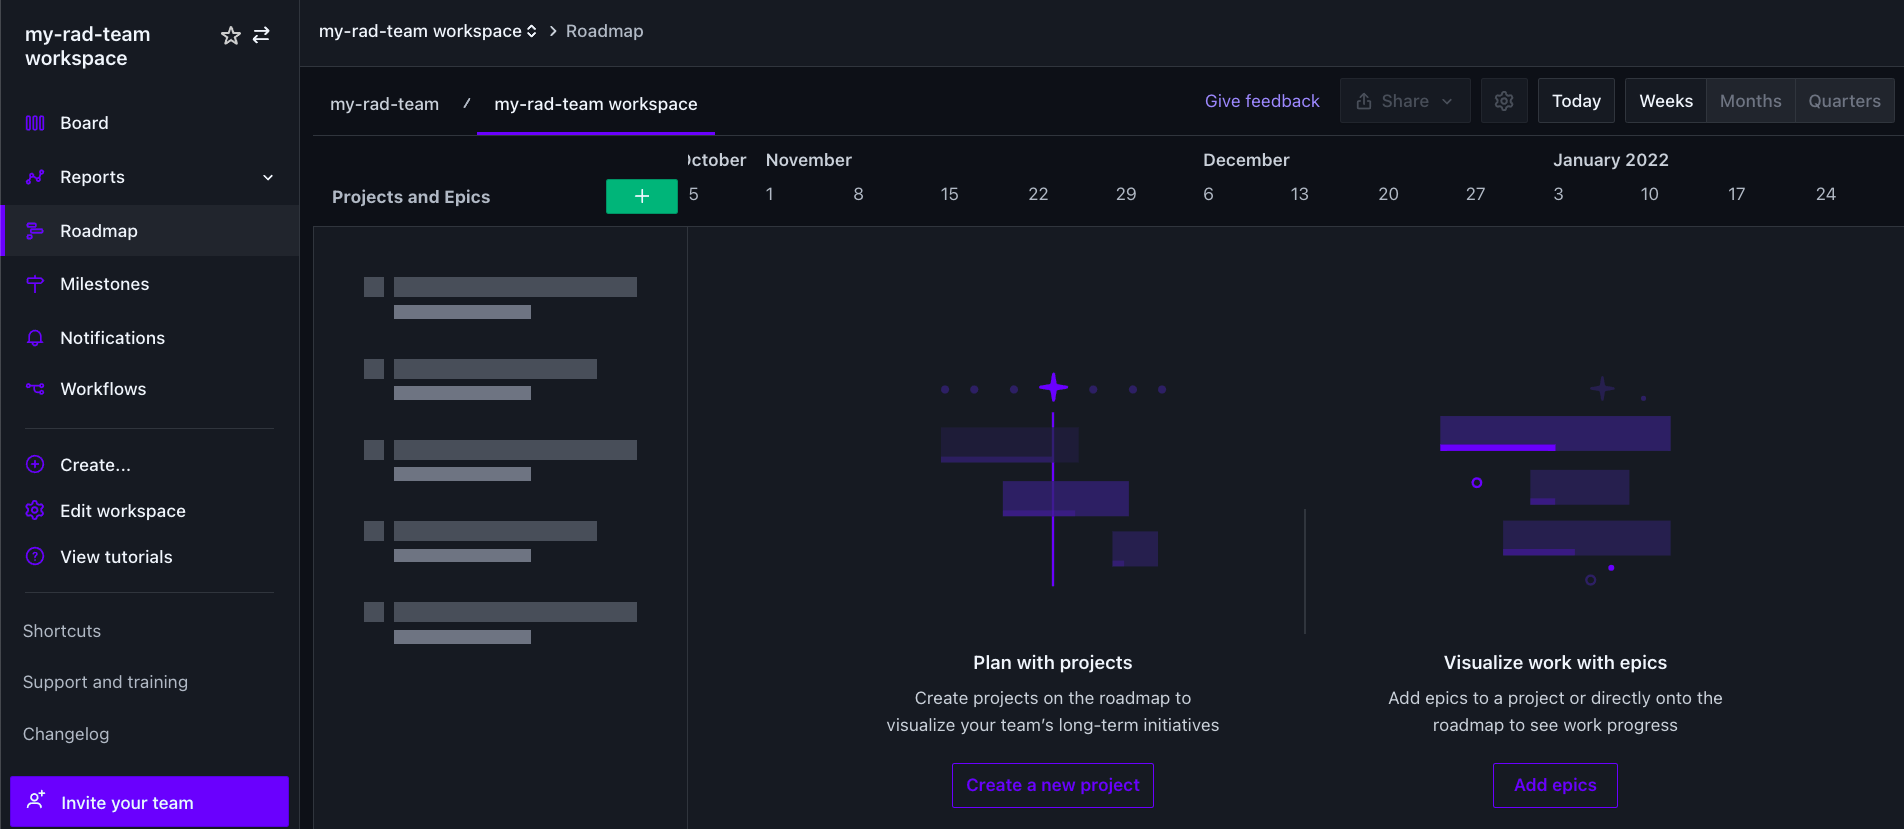 my-rad-team
workspace
Board
Reports
Roadmap
Milestones
Notifications
Workflows
Create...
Edit workspace
View tutorials
Shortcuts
Support and training
Changelog
Invite your team
my-rad-team workspace > Roadmap
my-rad-team / my-rad-team workspace
Give feedback
Share
Today
Weeks Months Quarters
Projects and Epics
+
October November December January 2022
5 1 8 15 22 29 6 13 20 27 3 10 17 24
Plan with projects
Create projects on the roadmap to
visualize your team's long-term initiatives
Create a new project
Visualize work with epics
Add epics to a project or directly onto the
roadmap to see work progress
Add epics